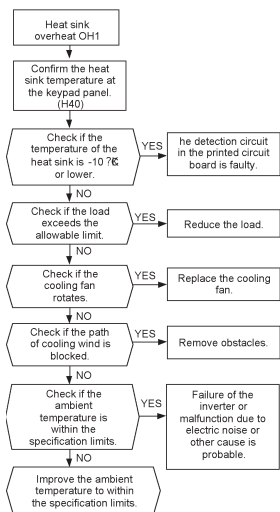 Heat sink
overheat OH1
Confirm the heat
sink temperature at
the keypad panel.
(H40)
Check if the
temperature of the
heat sink is -10 ?
or lower.
YES
he detection circuit
in the printed circuit
board is faulty.
NO
Check if the load
exceeds the
allowable limit.
YES
Reduce the load.
NO
Check if the
cooling fan
rotates.
YES
Replace the cooling
fan.
NO
Check if the path
of cooling wind is
blocked.
YES
Remove obstacles.
NO
Check if the
ambient
temperature is
within the
specification limits.
YES
Failure of the
inverter or
malfunction due to
electric noise or
other cause is
probable.
NO
Improve the ambient
temperature to within
the specification limits.